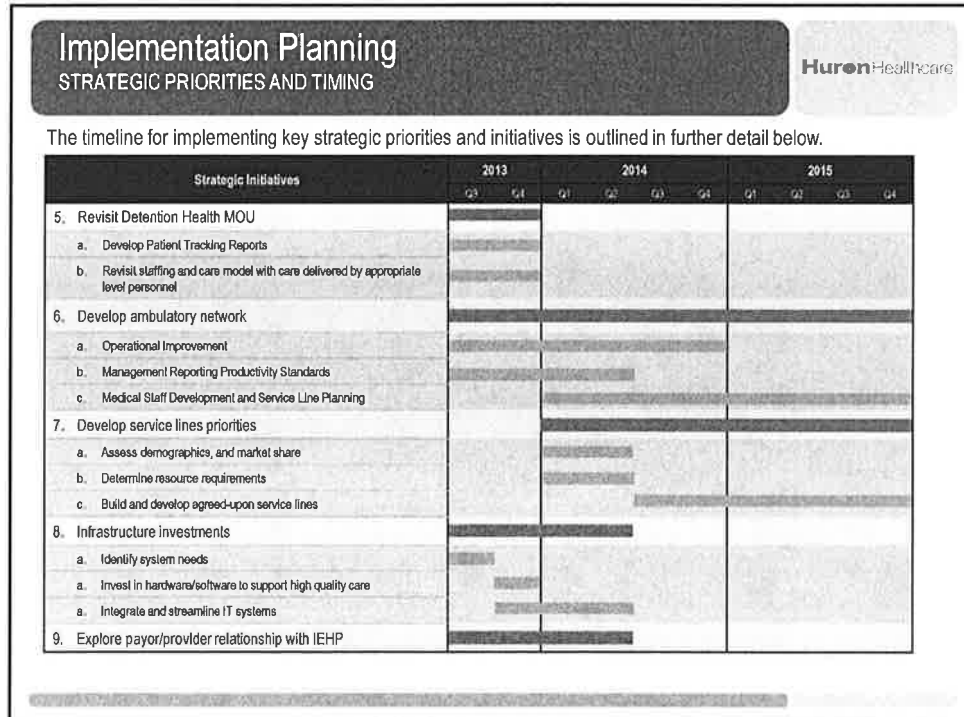 Implementation Planning
STRATEGIC PRIORITIES AND TIMING
Huron Healthcare
The timeline for implementing key strategic priorities and initiatives is outlined in further detail below.
Strategic Initiatives 2013 2014 2015
Q3 Q4 Q1 Q2 Q3 Q4 Q1 Q2 Q3 Q4
5. Revisit Detention Health MOU
a. Develop Patient Tracking Reports
b. Revisit staffing and care model with care delivered by appropriate
level personnel
6. Develop ambulatory network
a. Operational Improvement
b. Management Reporting Productivity Standards
c. Medical Staff Development and Service Line Planning
7. Develop service lines priorities
a. Assess demographics, and market share
b. Determine resource requirements
c. Build and develop agreed-upon service lines
8. Infrastructure investments
a. Identify system needs
a. Invest in hardware/software to support high quality care
a. Integrate and streamline IT systems
9. Explore payor/provider relationship with IEHP